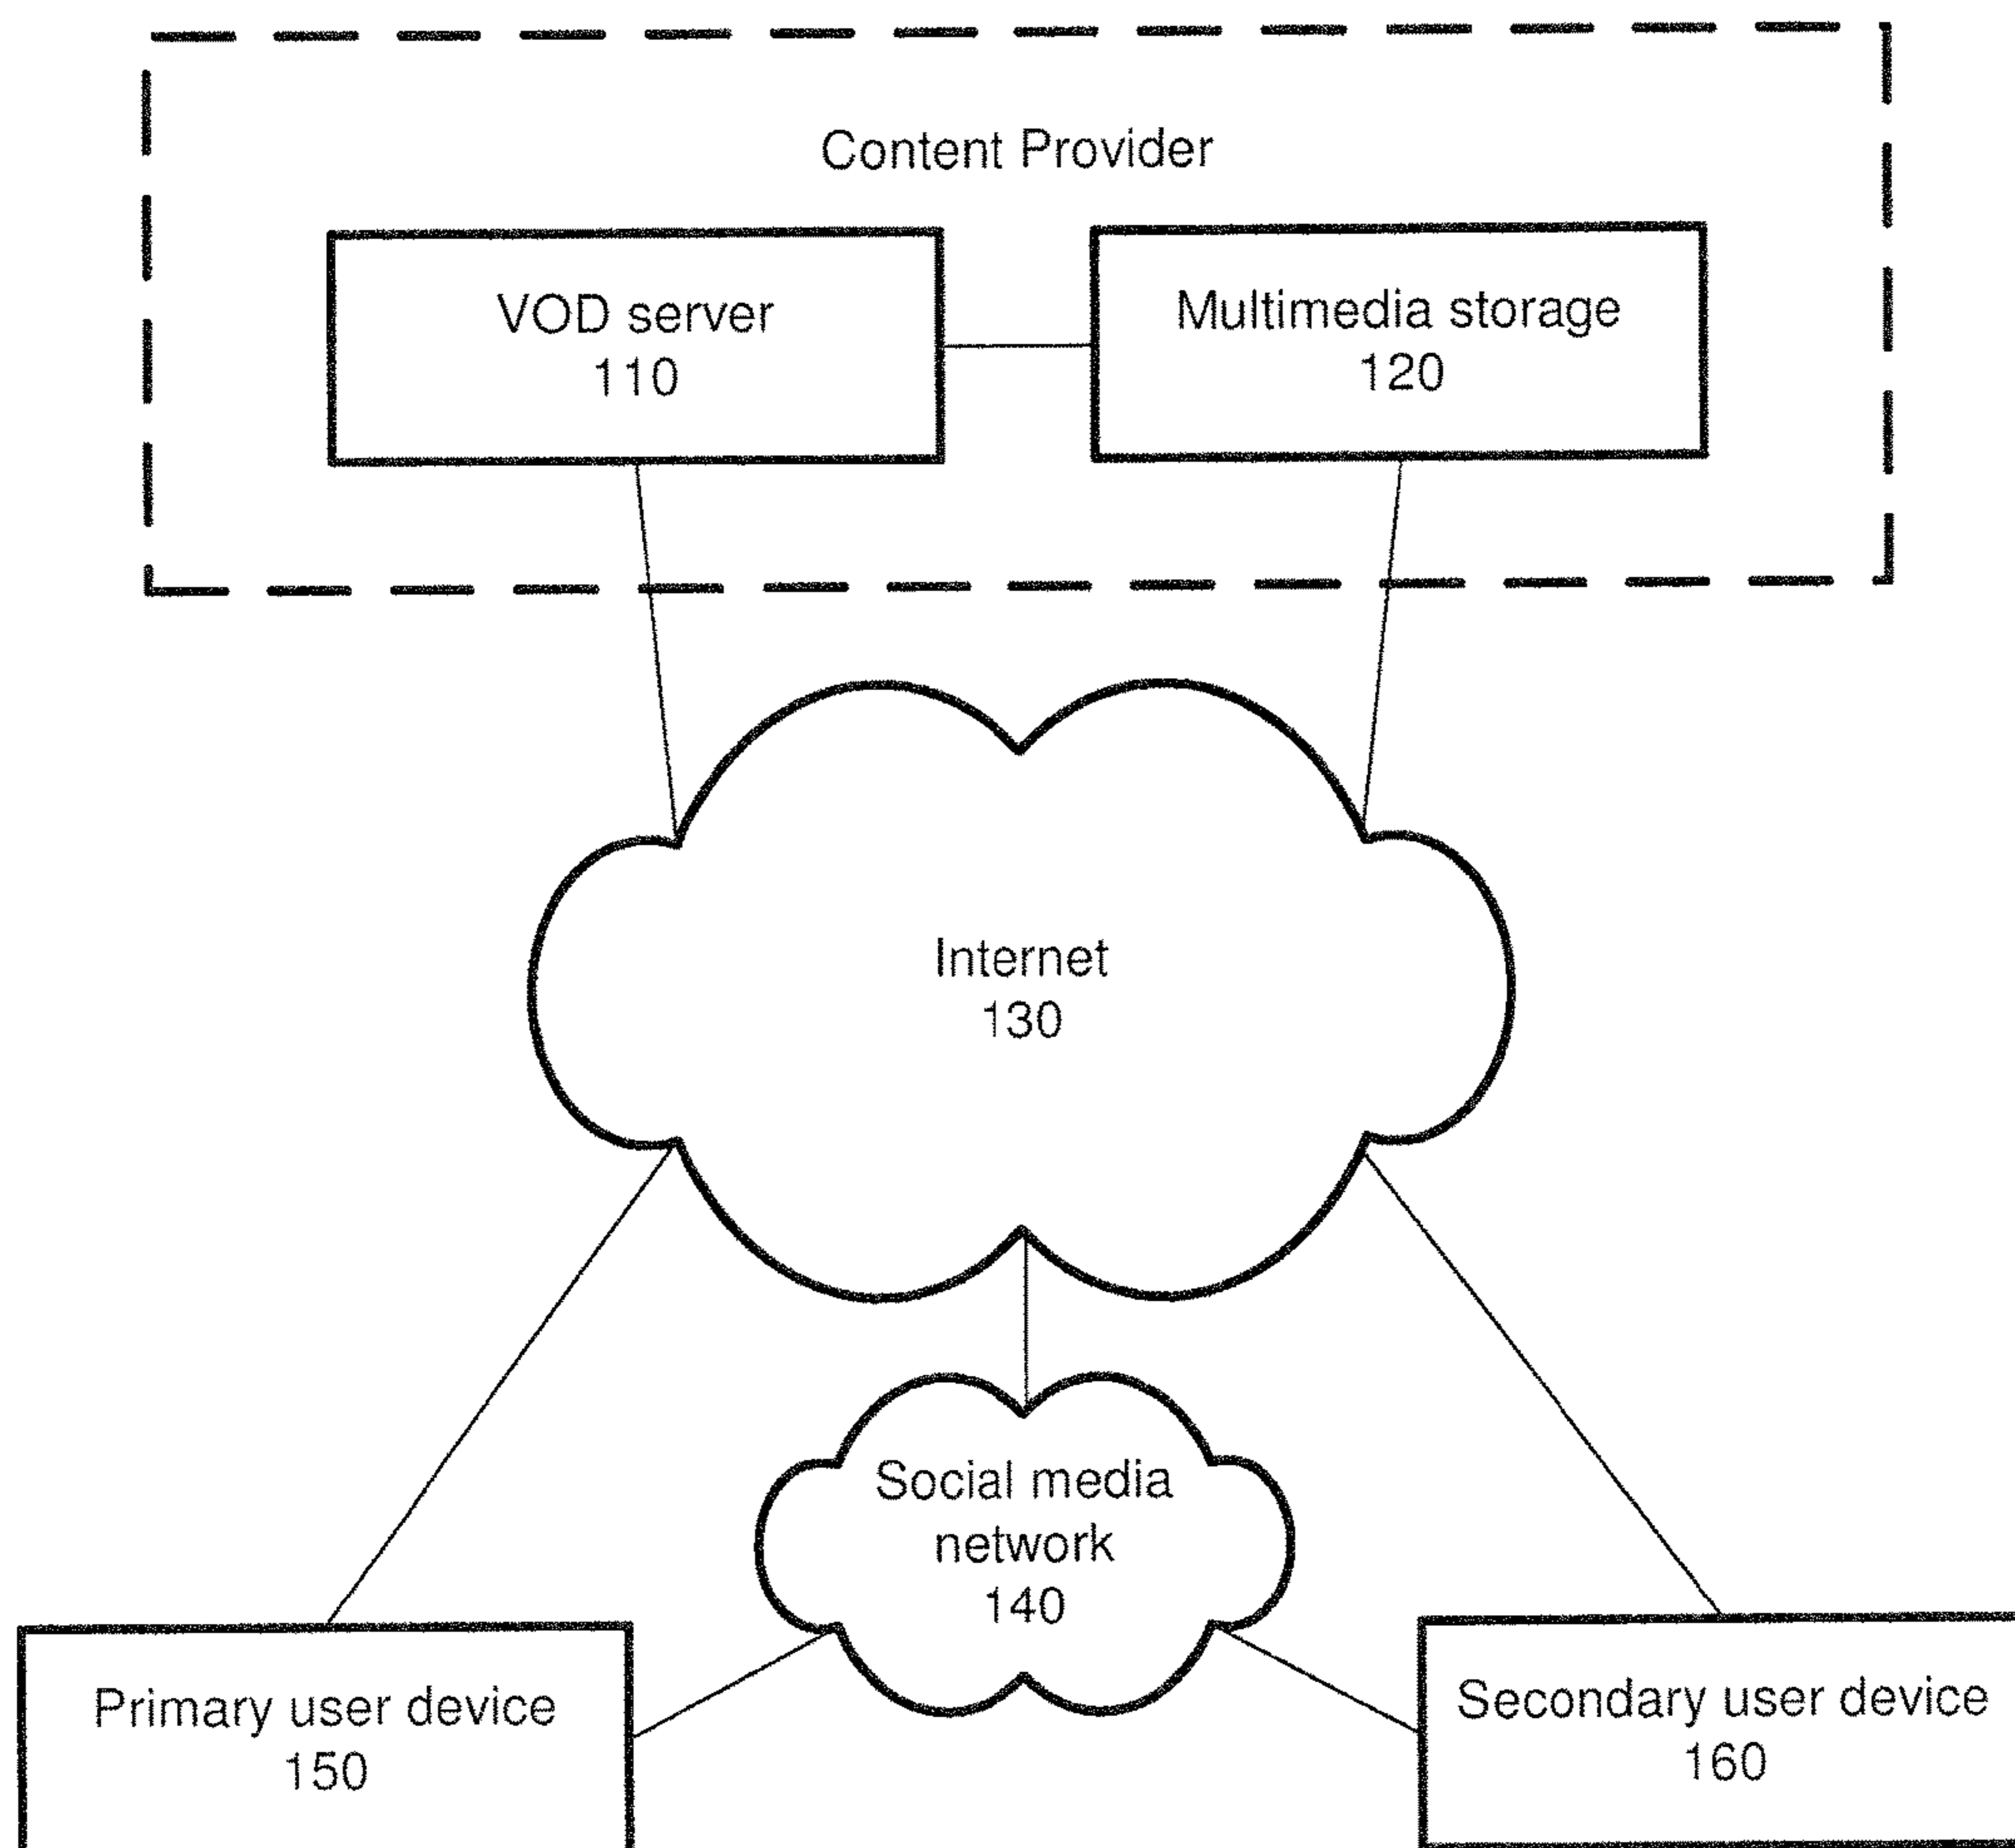 Content Provider
VOD server
110
Multimedia storage
120
Internet
130
Social media
network
140
Primary user device
150
Secondary user device
160